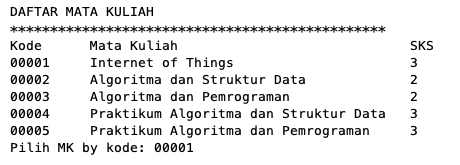 DAFTAR MATA KULIAH
***********************************************
Kode Mata Kuliah SKS
00001 Internet of Things 3
00002 Algoritma dan Struktur Data 2
00003 Algoritma dan Pemrograman 2
00004 Praktikum Algoritma dan Struktur Data 3
00005 Praktikum Algoritma dan Pemrograman 3
Pilih MK by kode: 00001